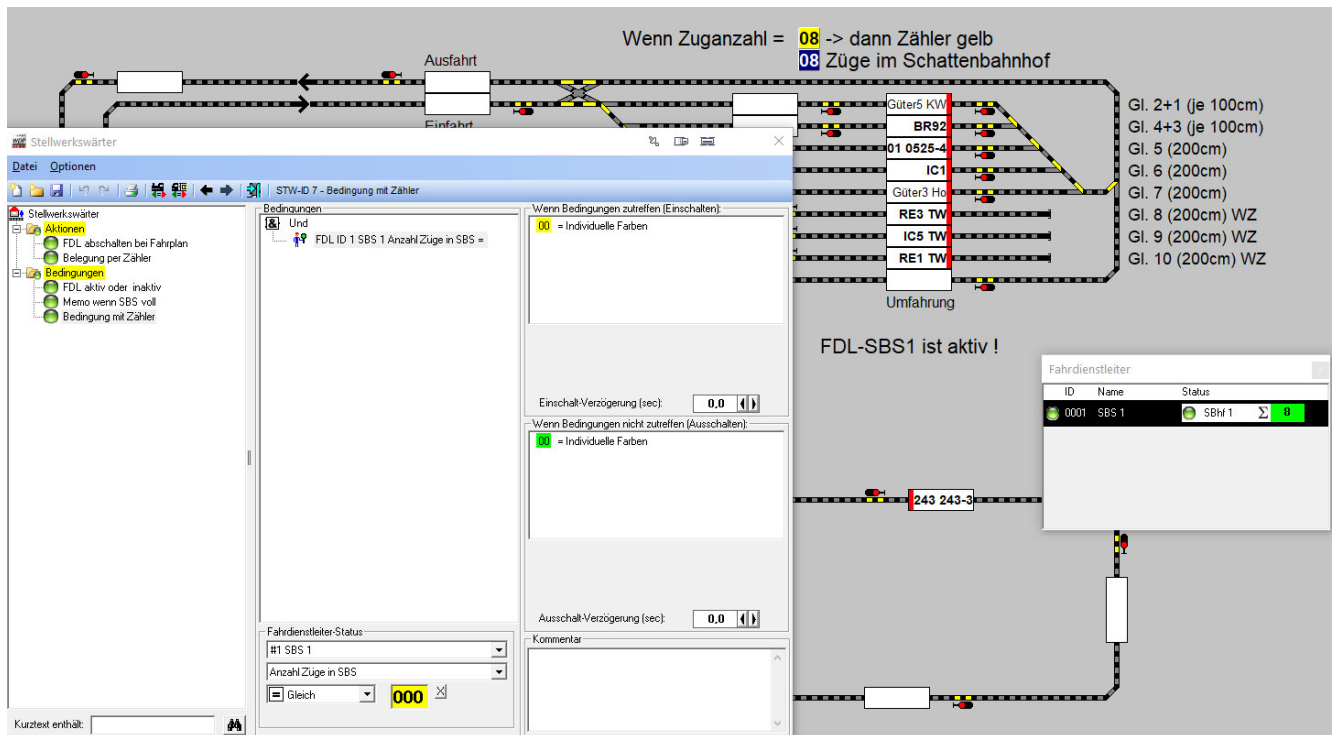 Wenn Zuganzahl = 08 -> dann Zähler gelb
08 Züge im Schattenbahnhof
Ausfahrt
Einfahrt
Güter5 KW
BR92
01 0525-4
IC1
Güter3 Ho
RE3 TW
IC5 TW
RE1 TW
Umfahrung
Gl. 2+1 (je 100cm)
Gl. 4+3 (je 100cm)
Gl. 5 (200cm)
Gl. 6 (200cm)
Gl. 7 (200cm)
Gl. 8 (200cm) WZ
Gl. 9 (200cm) WZ
Gl. 10 (200cm) WZ
FDL-SBS1 ist aktiv !
Stellwerkswärter
Datei Optionen
STW-ID 7 - Bedingung mit Zähler
Stellwerkswärter
Aktionen
FDL abschalten bei Fahrplan
Belegung per Zähler
Bedingungen
FDL aktiv oder inaktiv
Memo wenn SBS voll
Bedingung mit Zähler
Kurztext enthält:
Bedingungen
& Und
FDL ID 1 SBS 1 Anzahl Züge in SBS =
Fahrdienstleiter-Status
#1 SBS 1
Anzahl Züge in SBS
= Gleich 000 X
Wenn Bedingungen zutreffen (Einschalten):
00 = Individuelle Farben
Einschalt-Verzögerung (sec): 0,0
Wenn Bedingungen nicht zutreffen (Ausschalten):
00 = Individuelle Farben
Ausschalt-Verzögerung (sec): 0,0
Kommentar
Fahrdienstleiter
ID Name Status
0001 SBS 1 SBhf 1 Σ 8
243 243-3